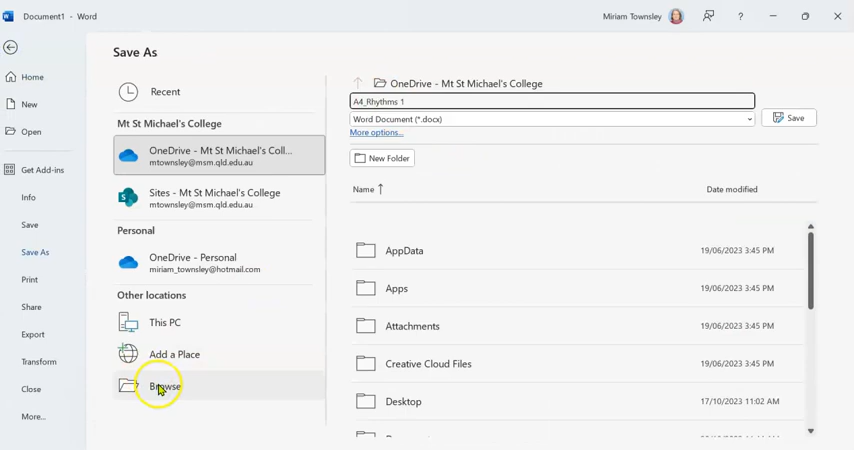 Document1 - Word
Miriam Townsley
?
Save As
Home
New
Open
Get Add-ins
Info
Save
Save As
Print
Share
Export
Transform
Close
More...
Recent
Mt St Michael's College
OneDrive - Mt St Michael's Coll...
mtownsley@msm.qld.edu.au
Sites - Mt St Michael's College
mtownsley@msm.qld.edu.au
Personal
OneDrive - Personal
miriam_townsley@hotmail.com
Other locations
This PC
Add a Place
Browse
OneDrive - Mt St Michael's College
A4_Rhythms 1
Word Document (*.docx)
Save
More options...
New Folder
Name ↑ Date modified
AppData 19/06/2023 3:45 PM
Apps 19/06/2023 3:45 PM
Attachments 19/06/2023 3:45 PM
Creative Cloud Files 19/06/2023 3:45 PM
Desktop 17/10/2023 11:02 AM